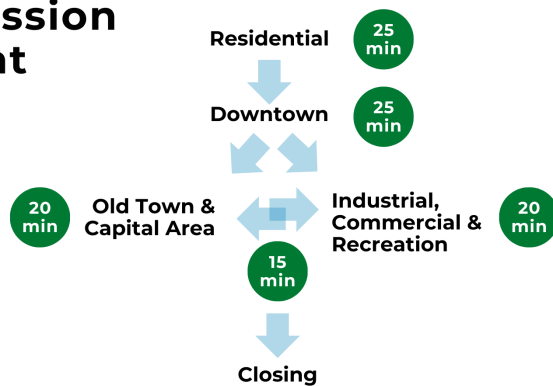 ssion
nt
Residential
25
min
Downtown
25
min
20
min
Old Town &
Capital Area
Industrial,
Commercial &
Recreation
20
min
15
min
Closing